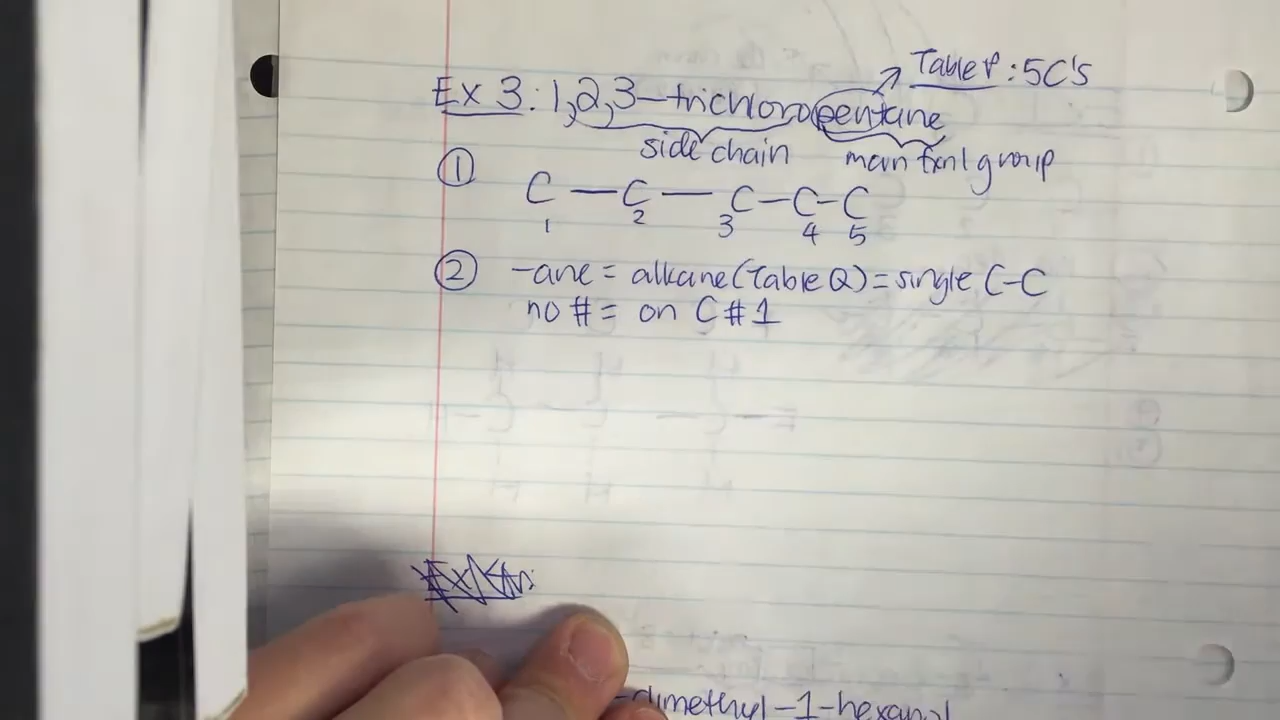 Table P : 5C's
Ex 3 : 1,2,3-trichloropentane
side chain main fxnl group
① C — C — C - C - C
1 2 3 4 5
② -ane = alkane (Table Q) = single C-C
no # = on C # 1
-dimethyl-1-hexanol